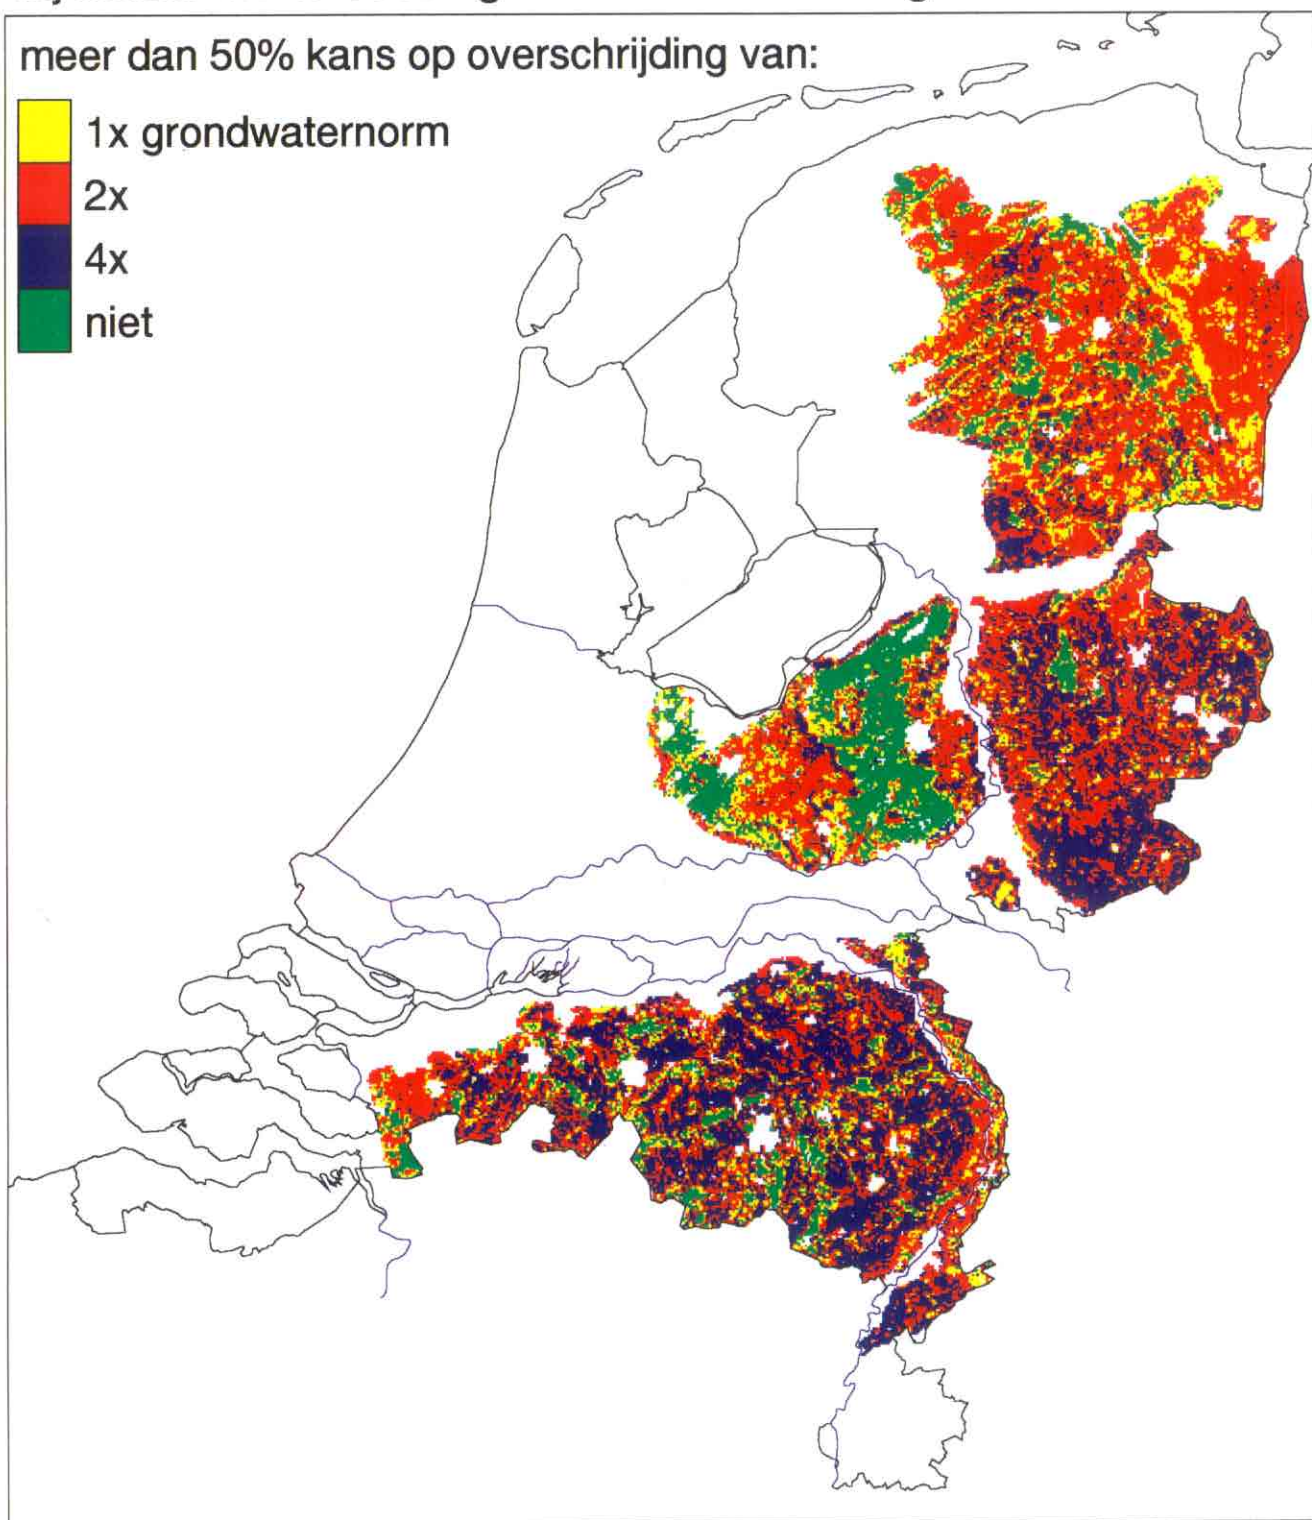 meer dan 50% kans op overschrijding van:
1x grondwaternorm
2x
4x
niet